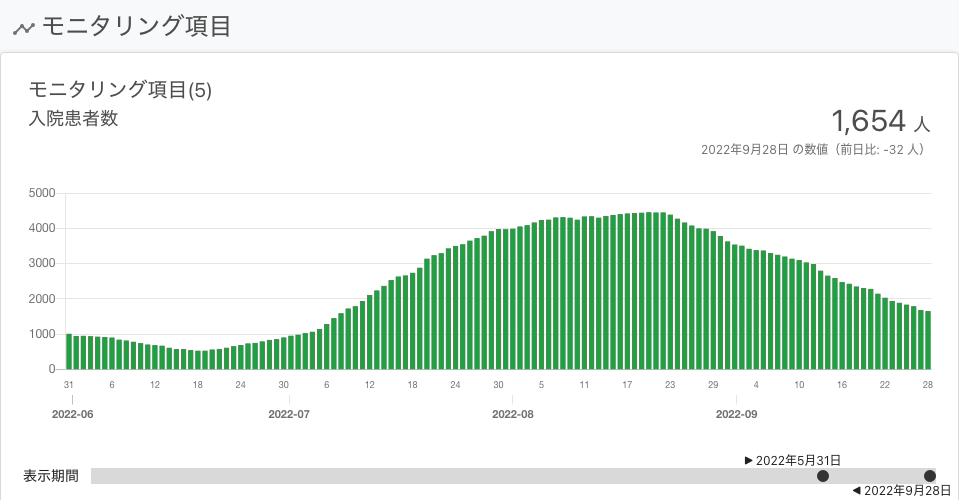 モニタリング項目
モニタリング項目(5)
入院患者数
1,654 人
2022年9月28日 の数値（前日比: -32 人）
5000
4000
3000
2000
1000
0
31 6 12 18 24 30 6 12 18 24 30 5 11 17 23 29 4 10 16 22 28
2022-06 2022-07 2022-08 2022-09
▶ 2022年5月31日
表示期間
◀ 2022年9月28日